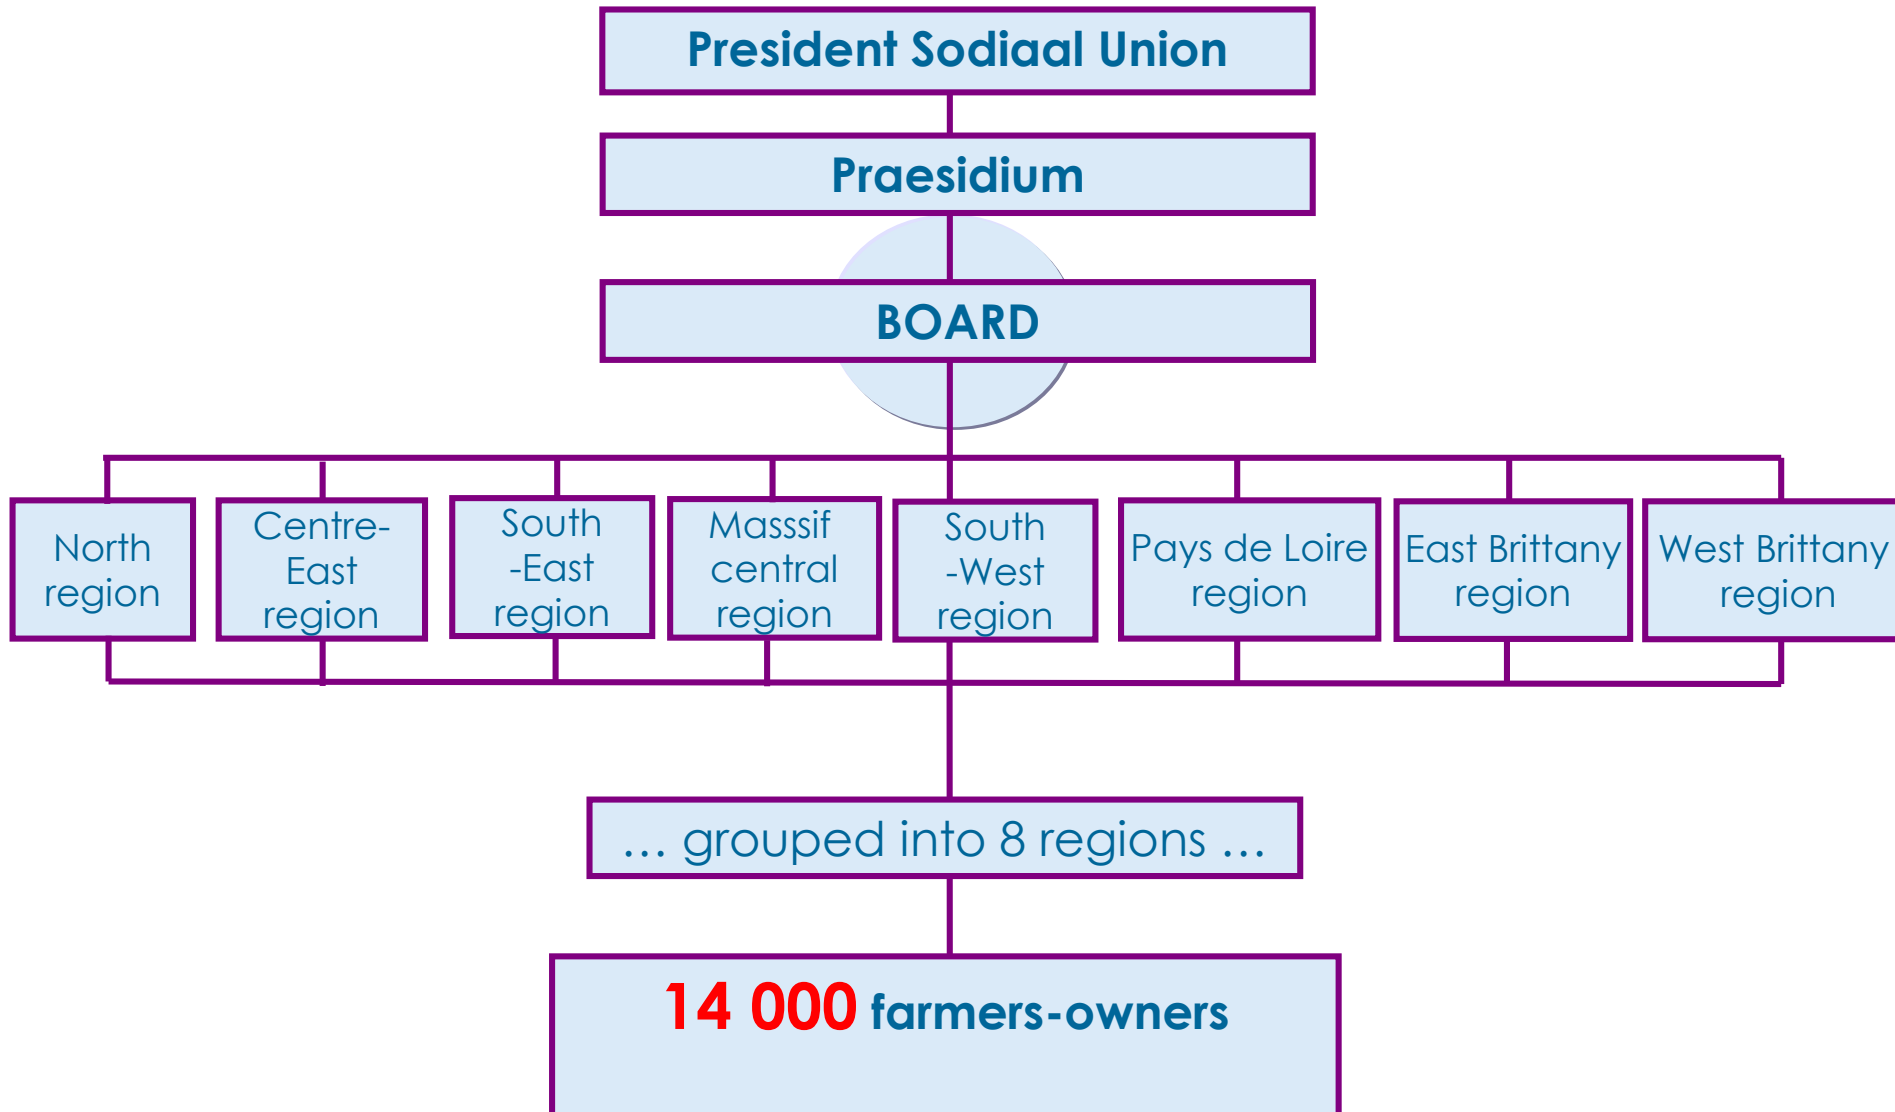 President Sodiaal Union
Praesidium
BOARD
North
region
Centre-
East
region
South
-East
region
Masssif
central
region
South
-West
region
Pays de Loire
region
East Brittany
region
West Brittany
region
... grouped into 8 regions ...
14 000 farmers-owners